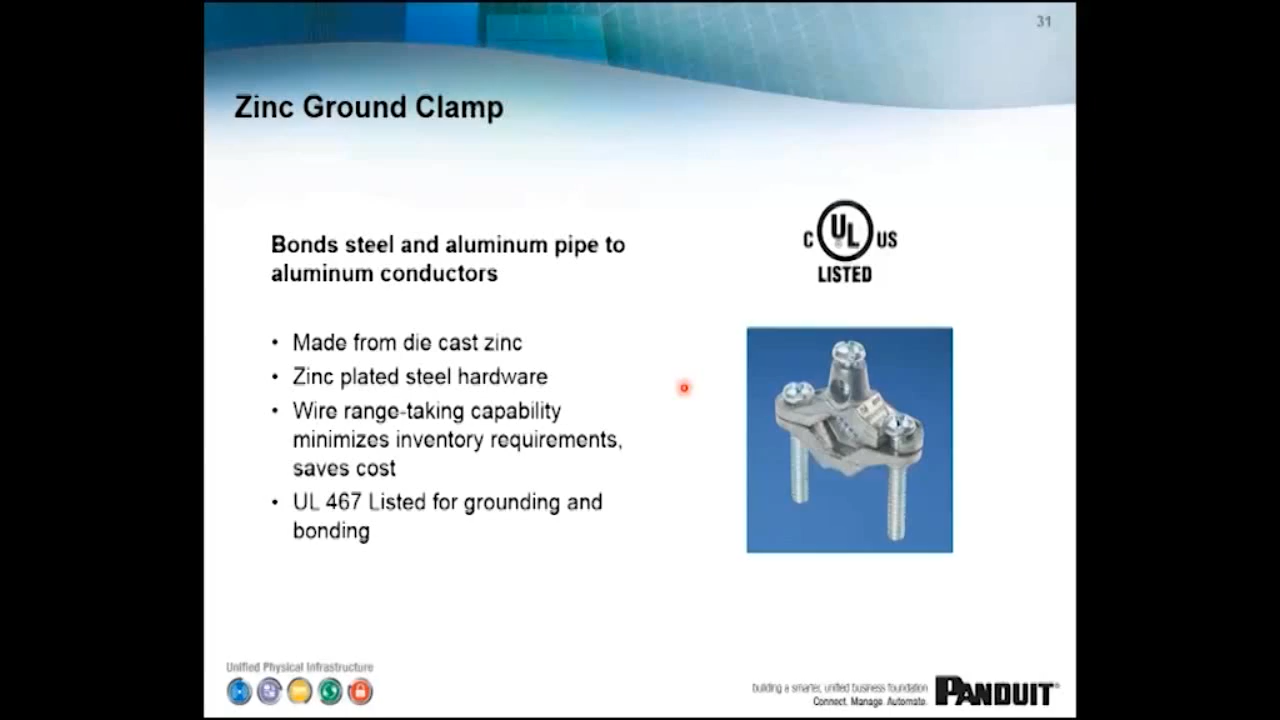 31
Zinc Ground Clamp
Bonds steel and aluminum pipe to
aluminum conductors
• Made from die cast zinc
• Zinc plated steel hardware
• Wire range-taking capability
minimizes inventory requirements,
saves cost
• UL 467 Listed for grounding and
bonding
C UL US
LISTED
Unified Physical Infrastructure
building a smarter, unified business foundation
Connect. Manage. Automate.
PANDUIT